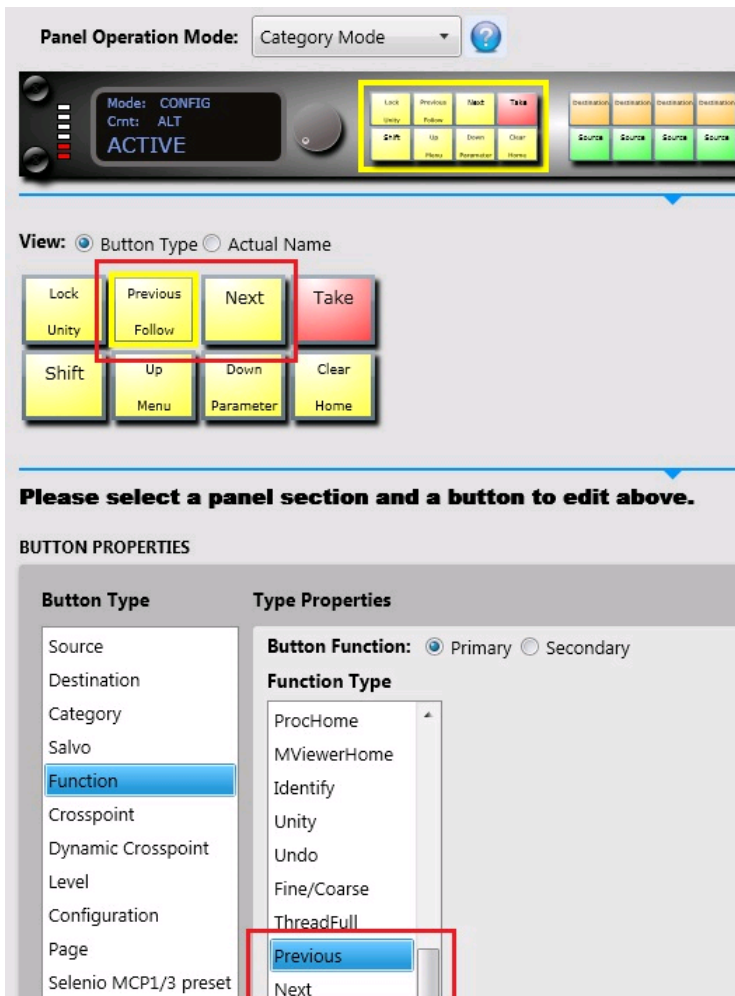 Panel Operation Mode: Category Mode
Mode: CONFIG
Crnt: ALT
ACTIVE
Lock Previous Next Take
Unity Follow
Shift Up Down Clear
Menu Parameter Home
Destination Destination Destination Destination
Source Source Source Source
View: Button Type Actual Name
Lock Previous Next Take
Unity Follow
Shift Up Down Clear
Menu Parameter Home
Please select a panel section and a button to edit above.
BUTTON PROPERTIES
Button Type Type Properties
Source Button Function: Primary Secondary
Destination Function Type
Category ProcHome
Salvo MViewerHome
Function Identify
Crosspoint Unity
Dynamic Crosspoint Undo
Level Fine/Coarse
Configuration ThreadFull
Page Previous
Selenio MCP1/3 preset Next